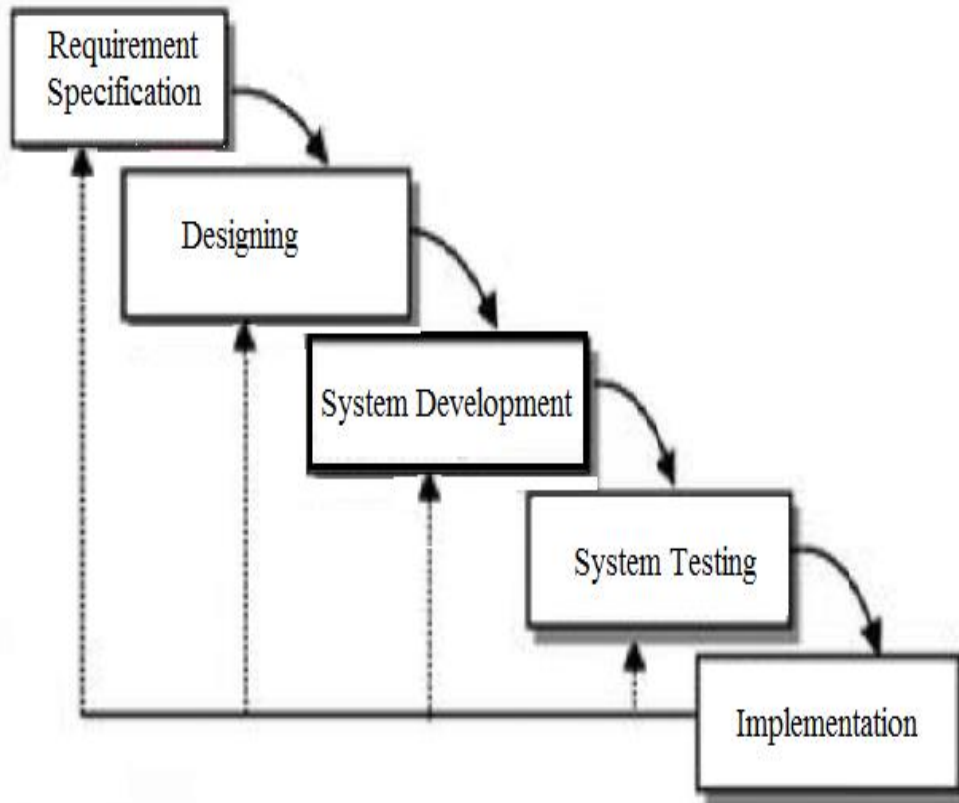 Requirement
Specification
Designing
System Development
System Testing
Implementation